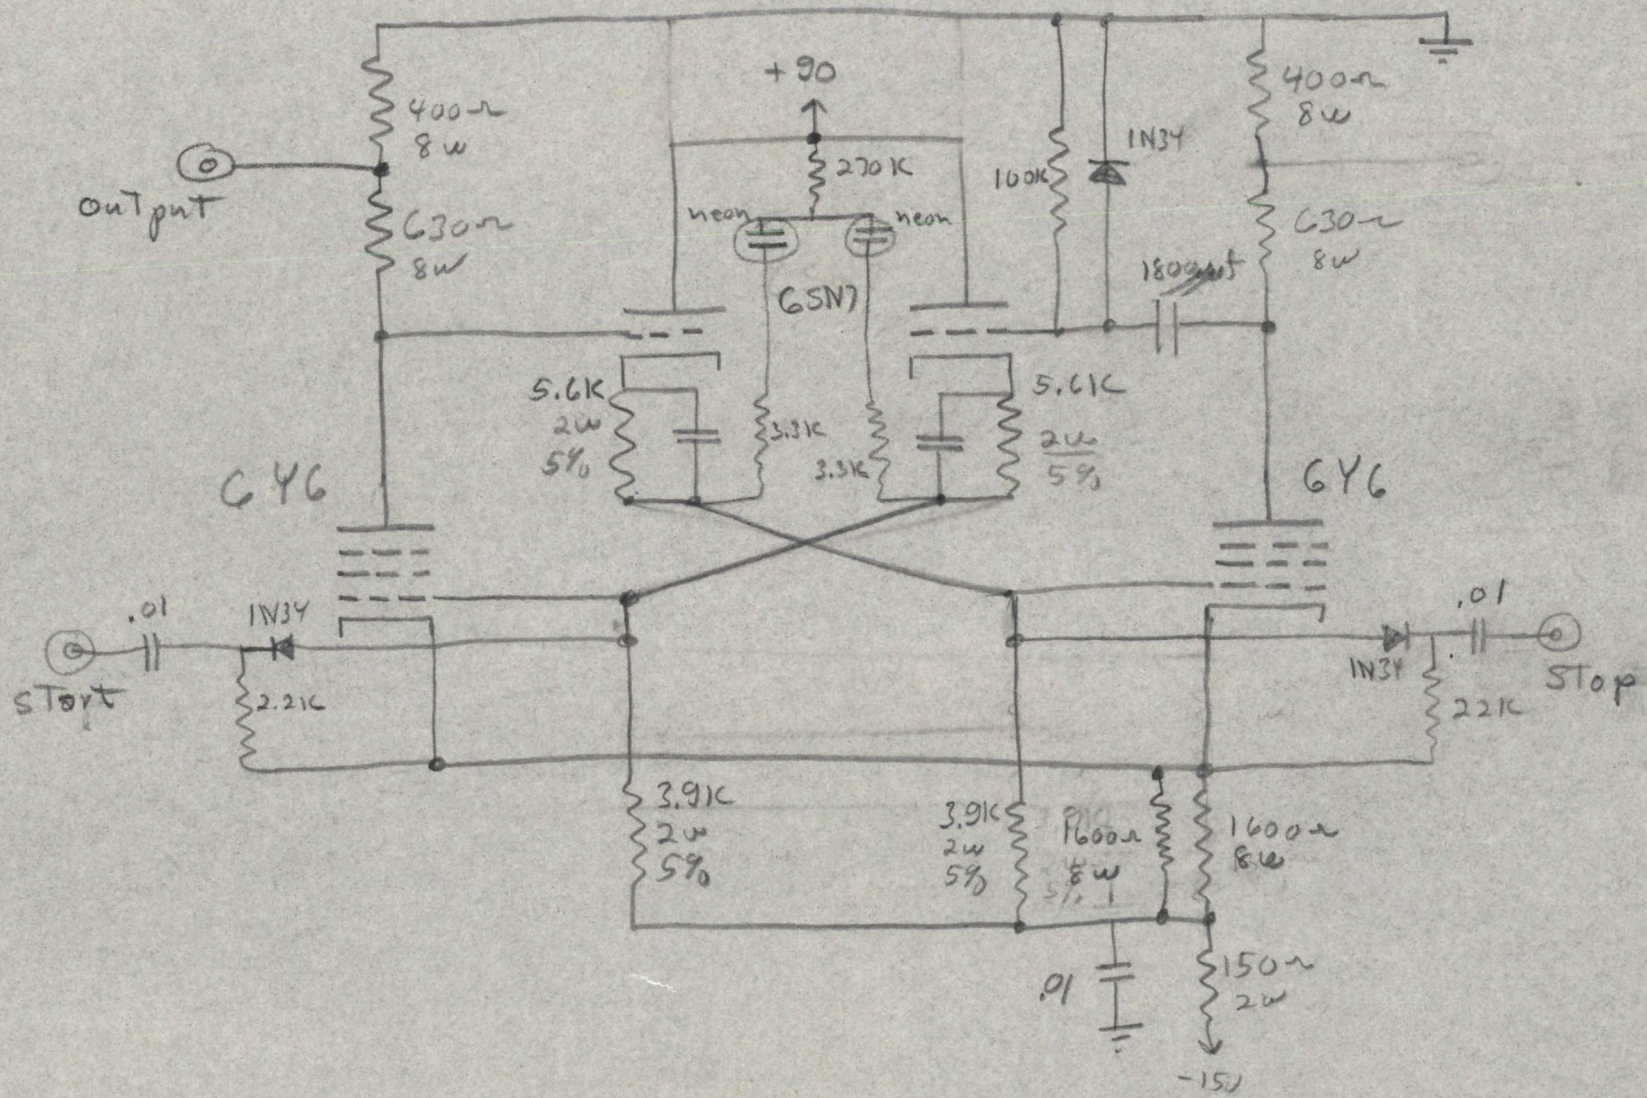 +90
400Ω
8w
270K
1N34
100K
400Ω
8w
output
630Ω
8w
neon
neon
630Ω
8w
6SN7
5.6K
2w
5%
3.3K
3.3K
5.6K
2w
5%
6Y6
6Y6
.01
1N34
start
2.2K
.01
1N34
Stop
22K
3.9K
2w
5%
3.9K
2w
5%
1600Ω
8w
1600Ω
8w
.01
150Ω
2w